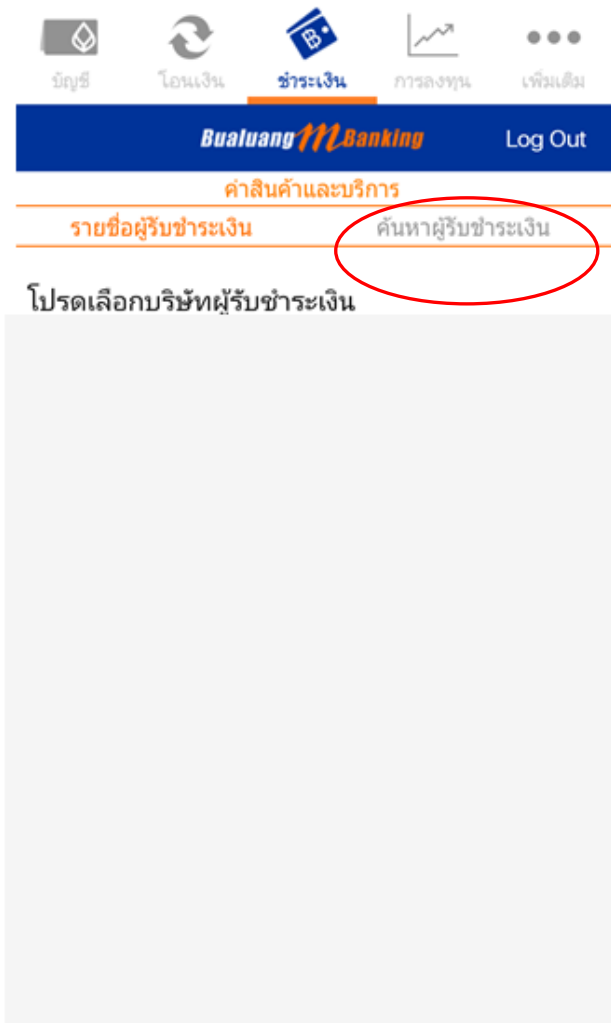 บัญชี โอนเงิน ชำระเงิน การลงทุน เพิ่มเติม
Bualuang mBanking Log Out
ค่าสินค้าและบริการ
รายชื่อผู้รับชำระเงิน ค้นหาผู้รับชำระเงิน
โปรดเลือกบริษัทผู้รับชำระเงิน